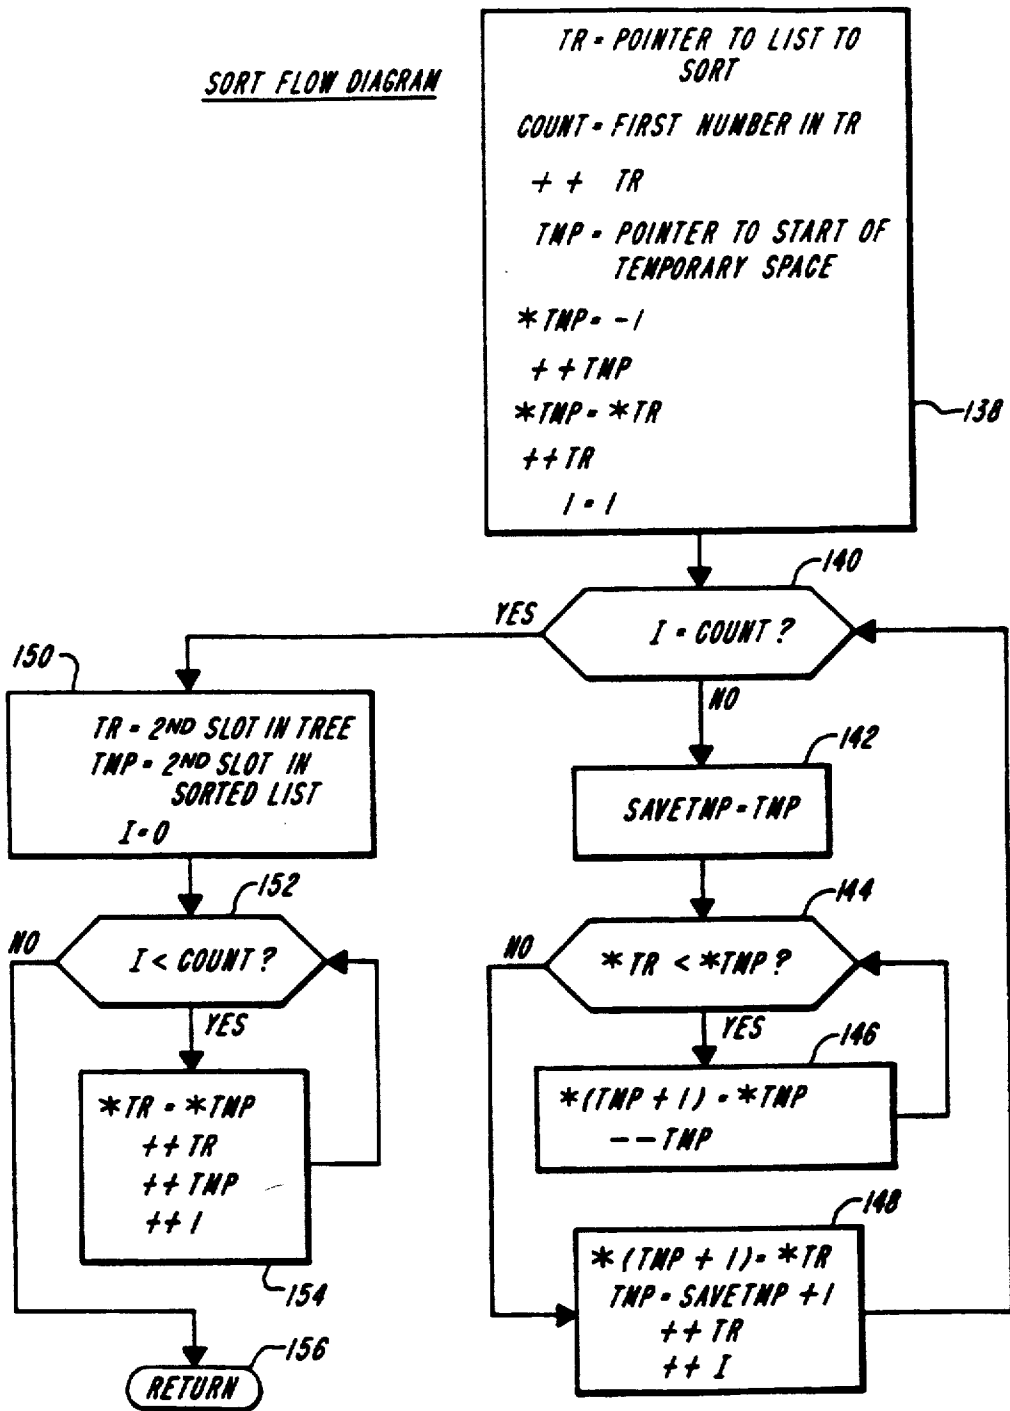 SORT FLOW DIAGRAM
TR = POINTER TO LIST TO
SORT
COUNT = FIRST NUMBER IN TR
+ + TR
TMP = POINTER TO START OF
TEMPORARY SPACE
*TMP = -1
++TMP
*TMP = *TR
++TR
I = 1
138
140
I = COUNT?
YES
NO
150
TR = 2ND SLOT IN TREE
TMP = 2ND SLOT IN
SORTED LIST
I = 0
142
SAVETMP = TMP
152
I < COUNT?
NO
YES
144
*TR < *TMP?
NO
YES
146
*(TMP + 1) = *TMP
--TMP
*TR = *TMP
++TR
++TMP
++I
154
148
*(TMP + 1) = *TR
TMP = SAVETMP + 1
++TR
++I
156
RETURN